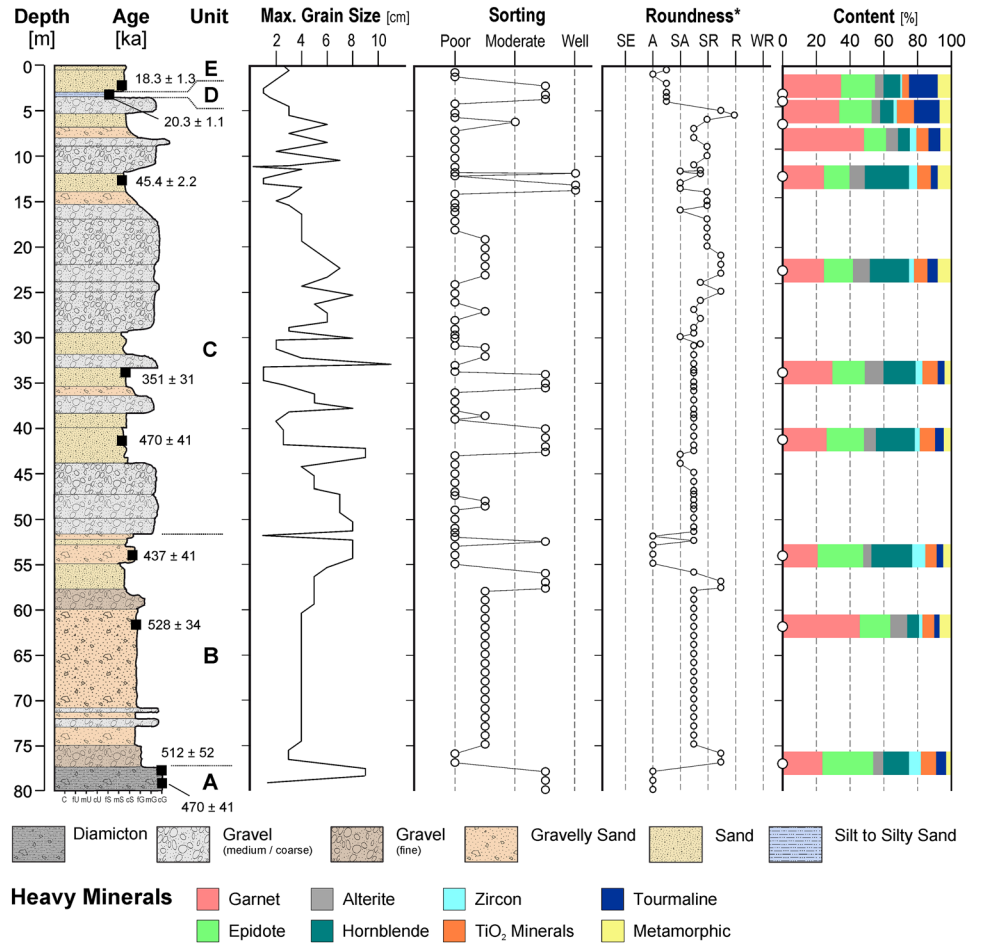 Depth Age Unit Max. Grain Size [cm] Sorting Roundness* Content [%]
[m] [ka] 2 4 6 8 10 Poor Moderate Well SE A SA SR R WR 0 20 40 60 80 100
0
E
18.3 ± 1.3
D
5
20.3 ± 1.1
10
45.4 ± 2.2
15
20
25
30
C
351 ± 31
35
40
470 ± 41
45
50
437 ± 41
55
60
528 ± 34
65
B
70
75
512 ± 52
A
80
470 ± 41
C fU mU cU fS mS cS fG mG cG
Diamicton Gravel Gravel Gravelly Sand Sand Silt to Silty Sand
(medium / coarse) (fine)
Heavy Minerals
Garnet Alterite Zircon Tourmaline
Epidote Hornblende TiO₂ Minerals Metamorphic